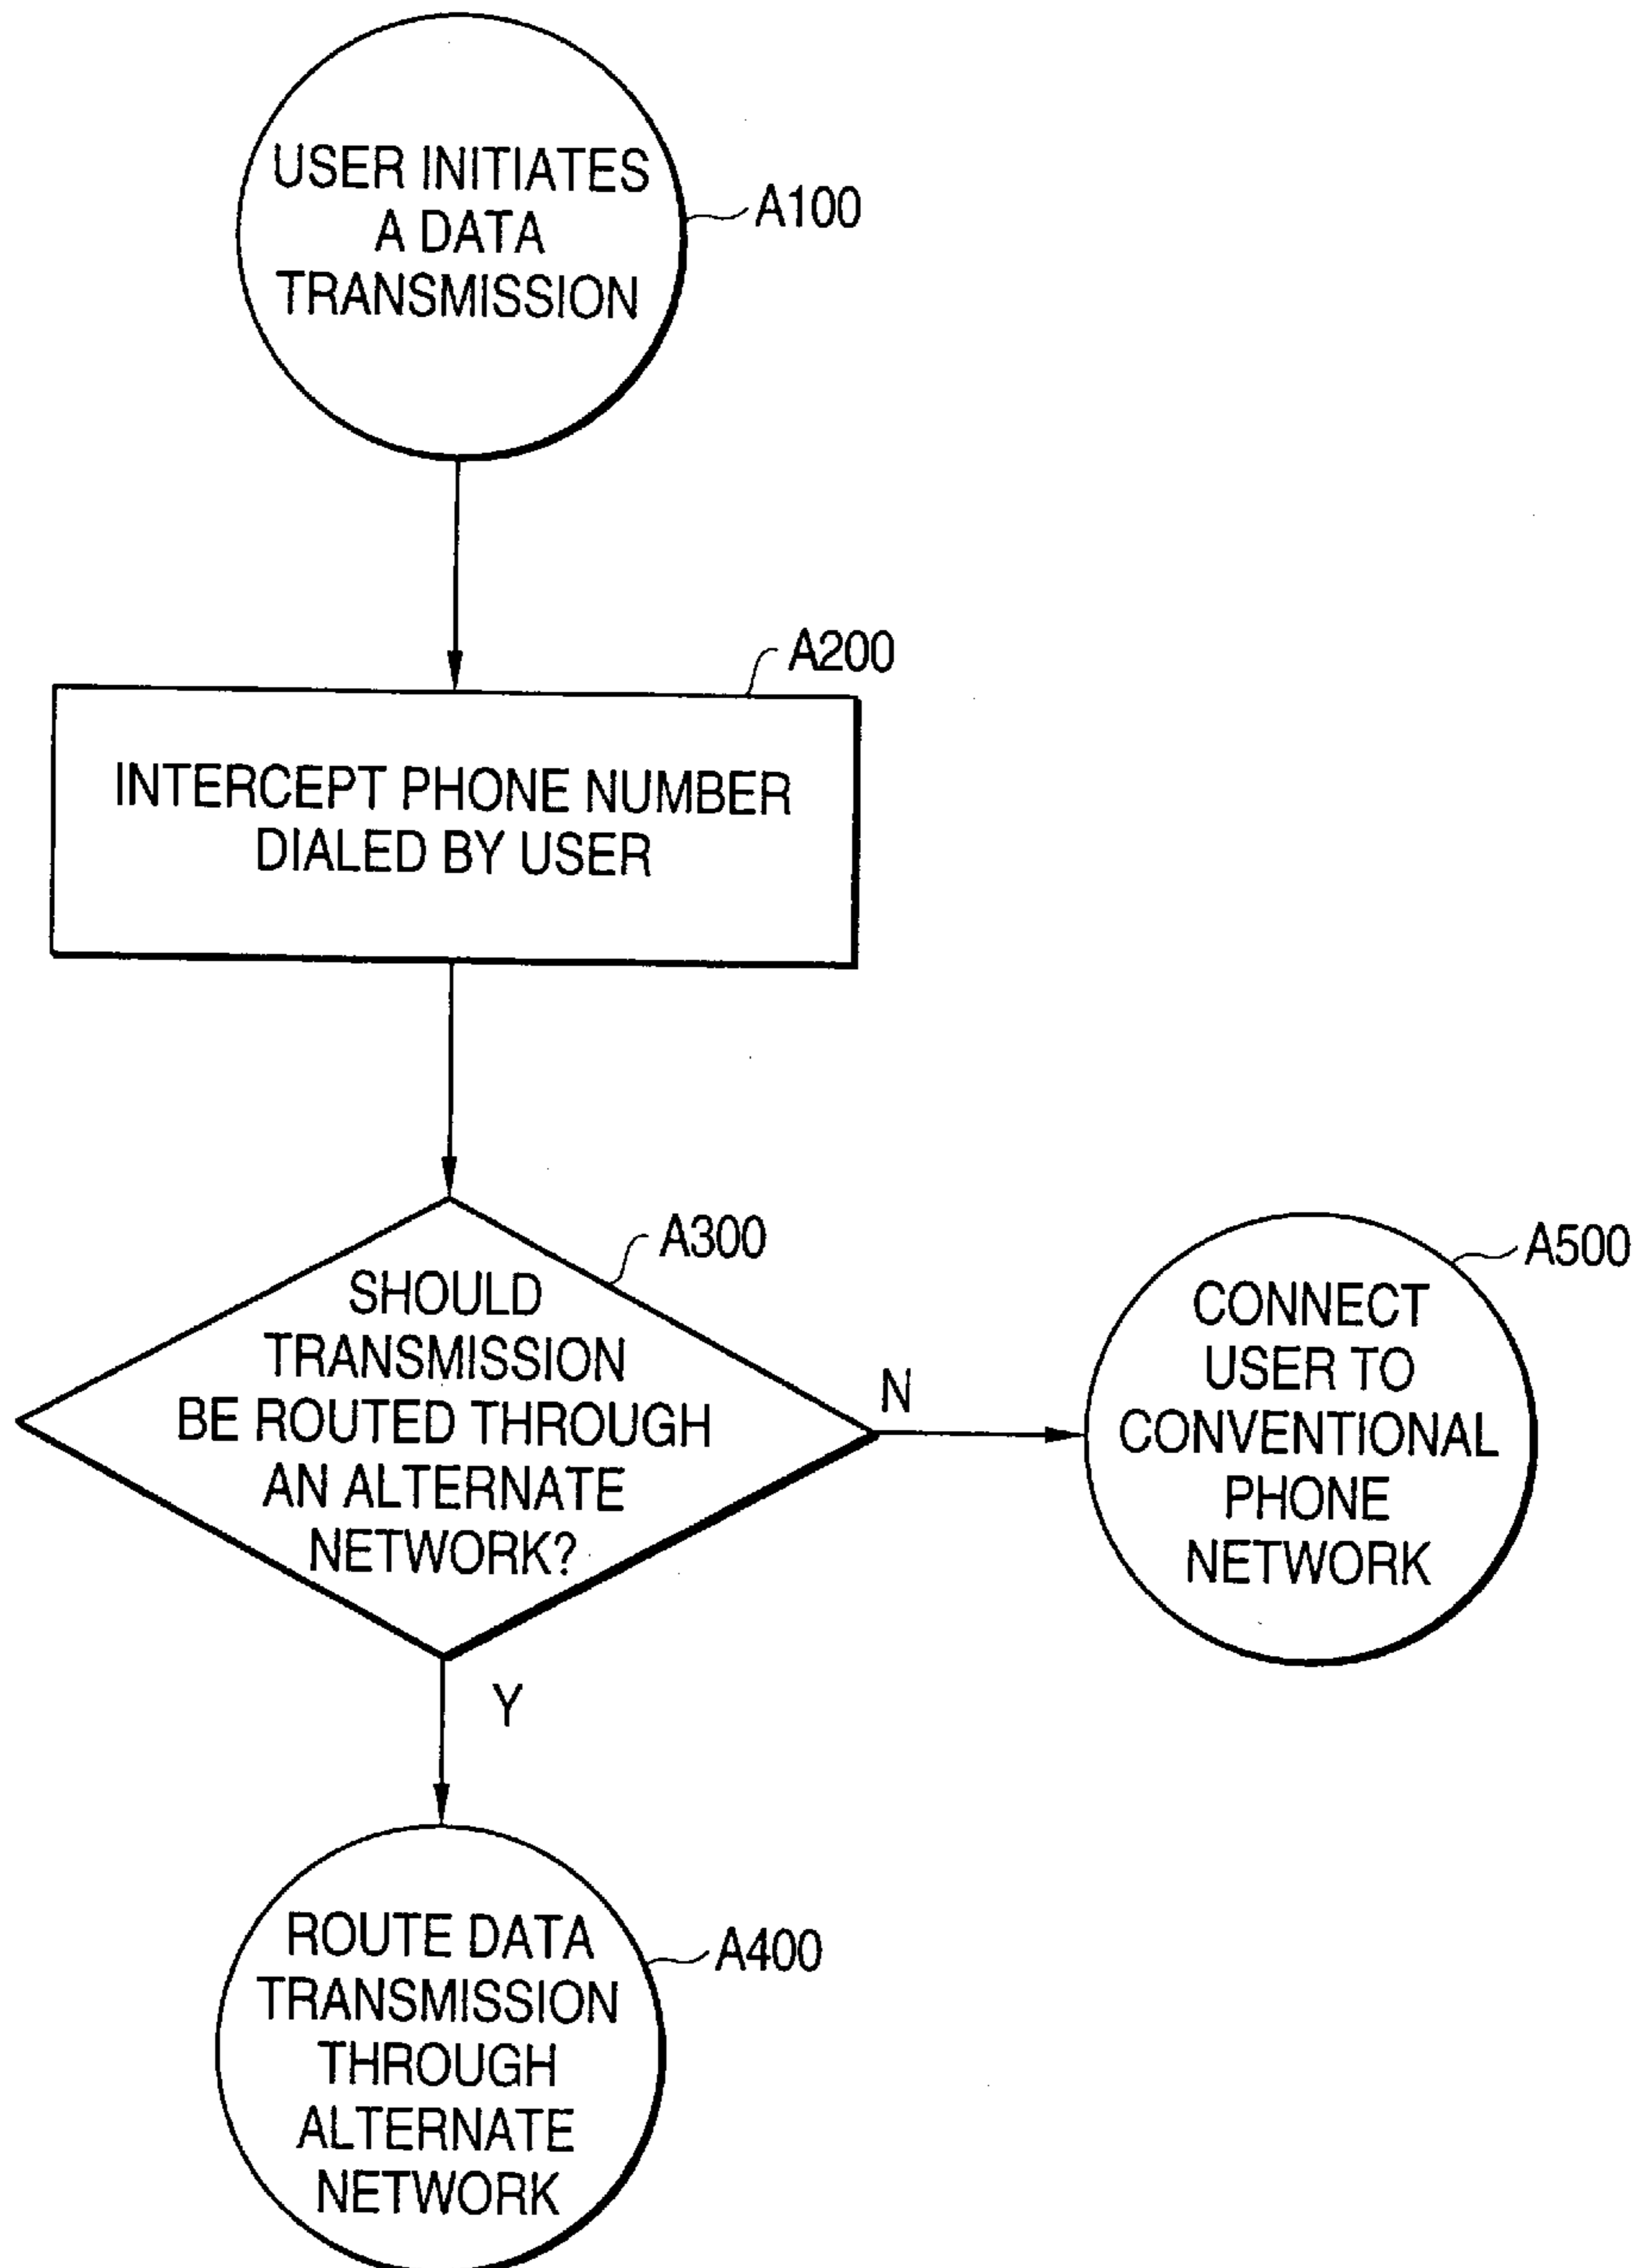 USER INITIATES
A DATA
TRANSMISSION
A100
A200
INTERCEPT PHONE NUMBER
DIALED BY USER
A300
SHOULD
TRANSMISSION
BE ROUTED THROUGH
AN ALTERNATE
NETWORK?
N
A500
CONNECT
USER TO
CONVENTIONAL
PHONE
NETWORK
Y
ROUTE DATA
TRANSMISSION
THROUGH
ALTERNATE
NETWORK
A400